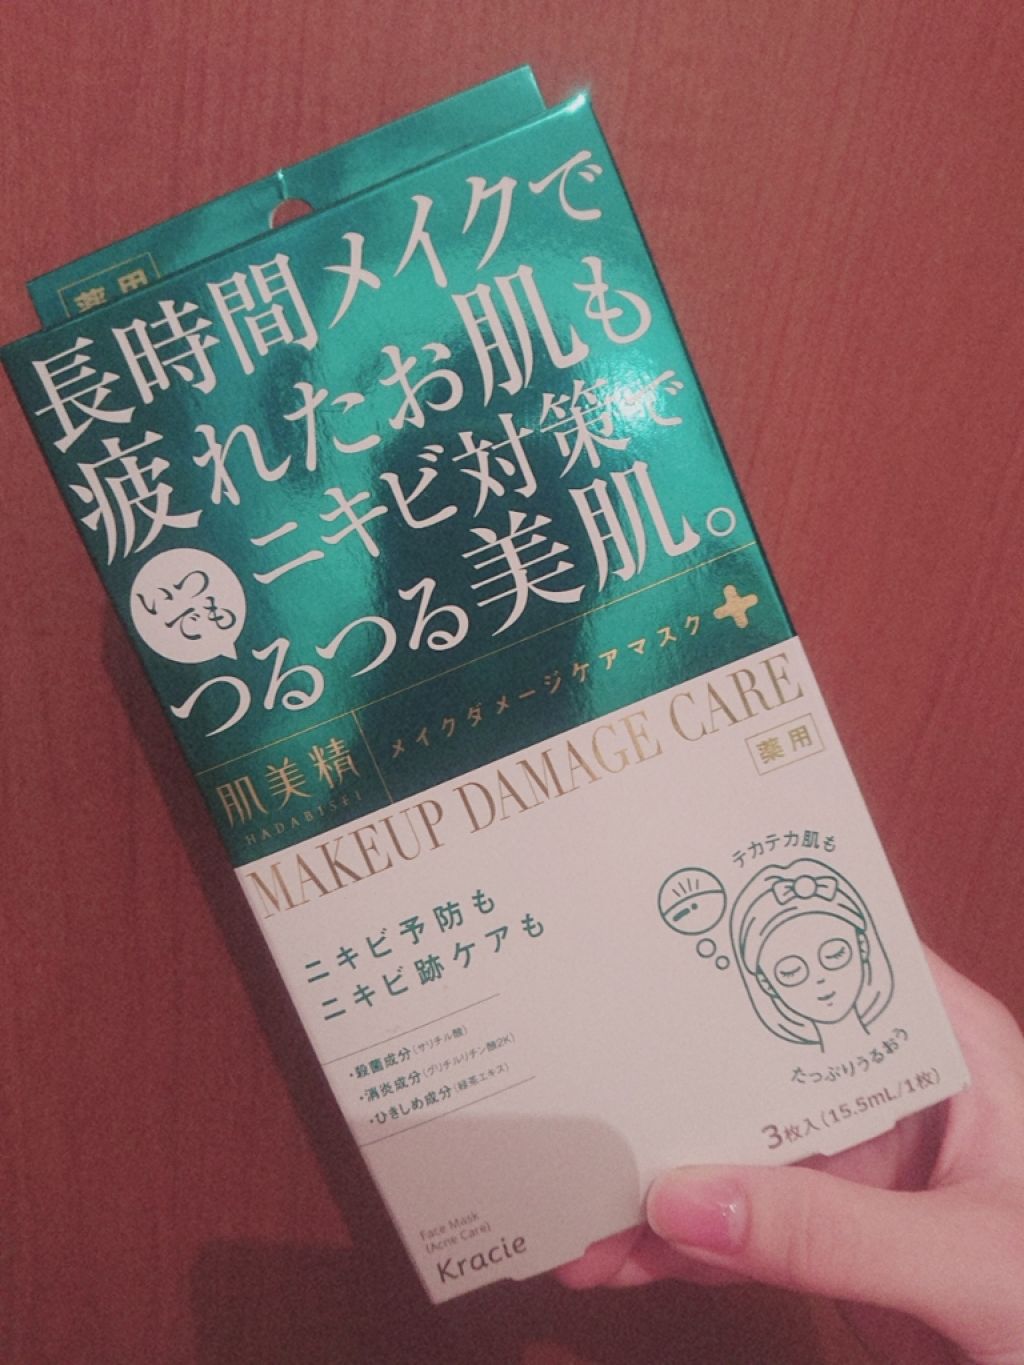 薬用
長時間メイクで
疲れたお肌も
ニキビ対策で
いつ
でも
つるつる美肌。
肌美精
HADABISEI
メイクダメージケアマスク
MAKEUP DAMAGE CARE
薬用
ニキビ予防も
ニキビ跡ケアも
・殺菌成分(サリチル酸)
・消炎成分(グリチルリチン酸2K)
・ひきしめ成分(緑茶エキス)
テカテカ肌も
たっぷりうるおう
3枚入(15.5mL/1枚)
Face Mask
(Acne Care)
Kracie